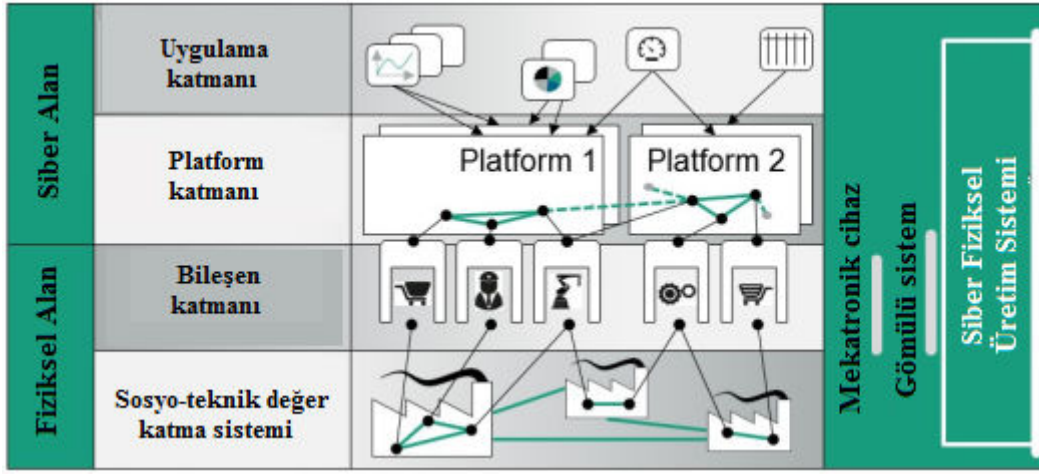 Siber Alan
Uygulama
katmanı
Platform
katmanı
Platform 1
Platform 2
Fiziksel Alan
Bileşen
katmanı
Sosyo-teknik değer
katma sistemi
Mekatronik cihaz
Gömülü sistem
Siber Fiziksel
Üretim Sistemi